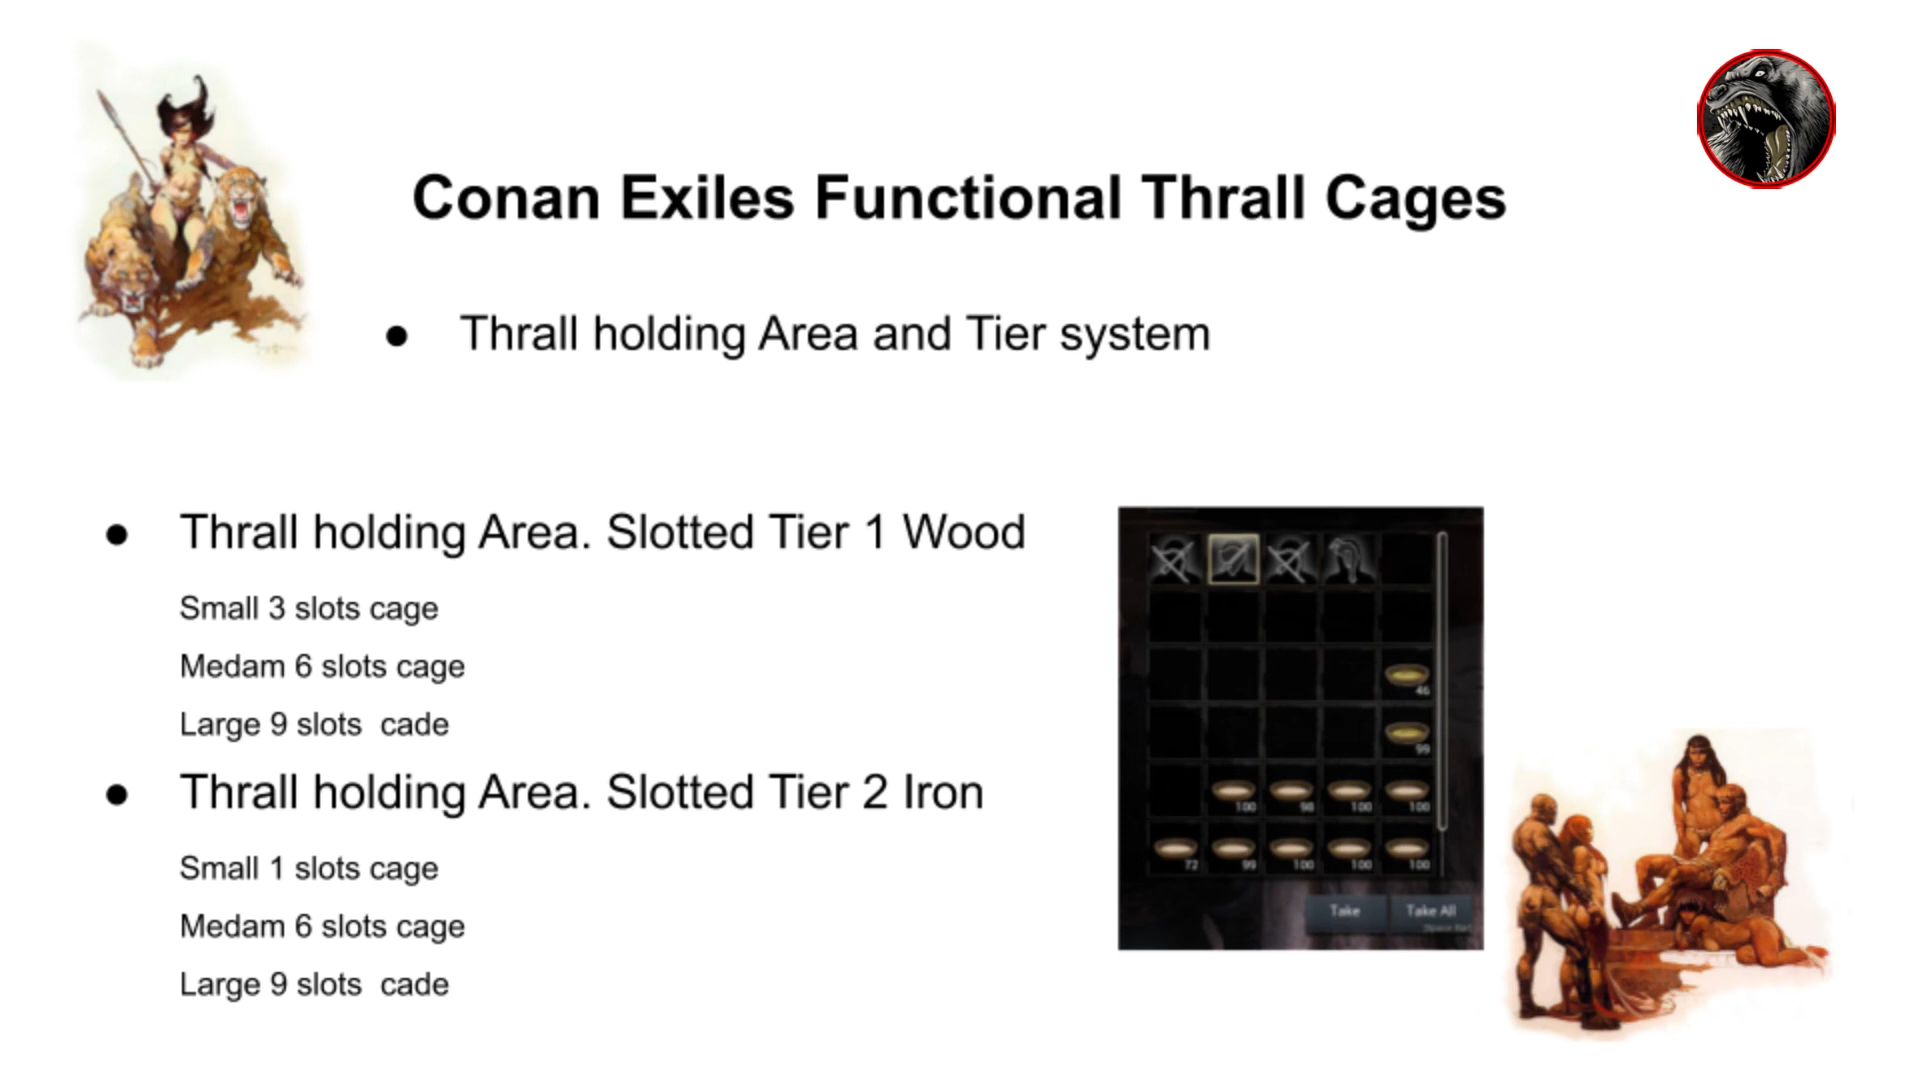 Conan Exiles Functional Thrall Cages
● Thrall holding Area and Tier system
● Thrall holding Area. Slotted Tier 1 Wood
Small 3 slots cage
Medam 6 slots cage
Large 9 slots  cade
● Thrall holding Area. Slotted Tier 2 Iron
Small 1 slots cage
Medam 6 slots cage
Large 9 slots  cade
46
99
100 98 100 100
72 99 100 100 100
Take Take All